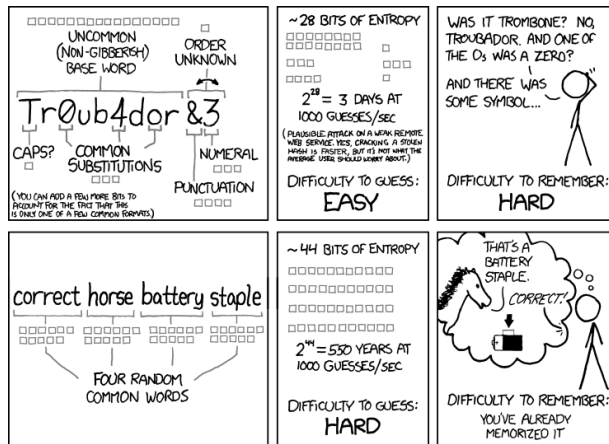 UNCOMMON
(NON-GIBBERISH)
BASE WORD
ORDER
UNKNOWN
Tr0ub4dor &3
CAPS?
COMMON
SUBSTITUTIONS
NUMERAL
PUNCTUATION
(YOU CAN ADD A FEW MORE BITS TO
ACCOUNT FOR THE FACT THAT THIS
IS ONLY ONE OF A FEW COMMON FORMATS.)
~28 BITS OF ENTROPY
2^28 = 3 DAYS AT
1000 GUESSES/SEC
(PLAUSIBLE ATTACK ON A WEAK REMOTE
WEB SERVICE. YES, CRACKING A STOLEN
HASH IS FASTER, BUT IT'S NOT WHAT THE
AVERAGE USER SHOULD WORRY ABOUT.)
DIFFICULTY TO GUESS:
EASY
WAS IT TROMBONE? NO,
TROUBADOR. AND ONE OF
THE Os WAS A ZERO?
AND THERE WAS
SOME SYMBOL...
DIFFICULTY TO REMEMBER:
HARD
correct horse battery staple
FOUR RANDOM
COMMON WORDS
~44 BITS OF ENTROPY
2^44 = 550 YEARS AT
1000 GUESSES/SEC
DIFFICULTY TO GUESS:
HARD
THAT'S A
BATTERY
STAPLE.
CORRECT!
DIFFICULTY TO REMEMBER:
YOU'VE ALREADY
MEMORIZED IT